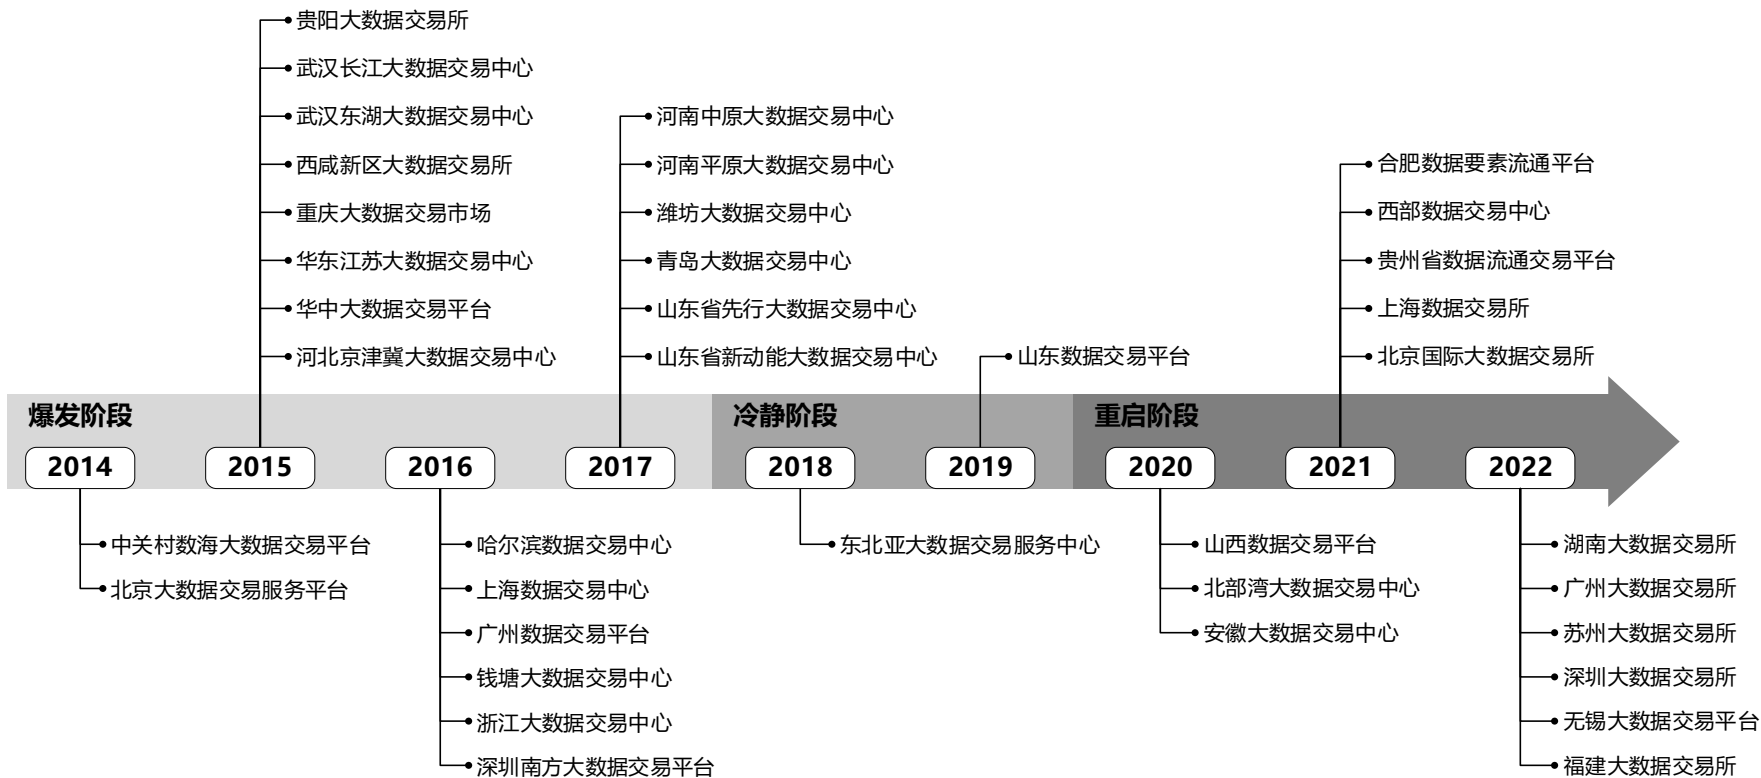 贵阳大数据交易所
武汉长江大数据交易中心
武汉东湖大数据交易中心
西咸新区大数据交易所
重庆大数据交易市场
华东江苏大数据交易中心
华中大数据交易平台
河北京津冀大数据交易中心
河南中原大数据交易中心
河南平原大数据交易中心
潍坊大数据交易中心
青岛大数据交易中心
山东省先行大数据交易中心
山东省新动能大数据交易中心
山东数据交易平台
合肥数据要素流通平台
西部数据交易中心
贵州省数据流通交易平台
上海数据交易所
北京国际大数据交易所
爆发阶段
冷静阶段
重启阶段
2014
2015
2016
2017
2018
2019
2020
2021
2022
中关村数海大数据交易平台
北京大数据交易服务平台
哈尔滨数据交易中心
上海数据交易中心
广州数据交易平台
钱塘大数据交易中心
浙江大数据交易中心
深圳南方大数据交易平台
东北亚大数据交易服务中心
山西数据交易平台
北部湾大数据交易中心
安徽大数据交易中心
湖南大数据交易所
广州大数据交易所
苏州大数据交易所
深圳大数据交易所
无锡大数据交易平台
福建大数据交易所